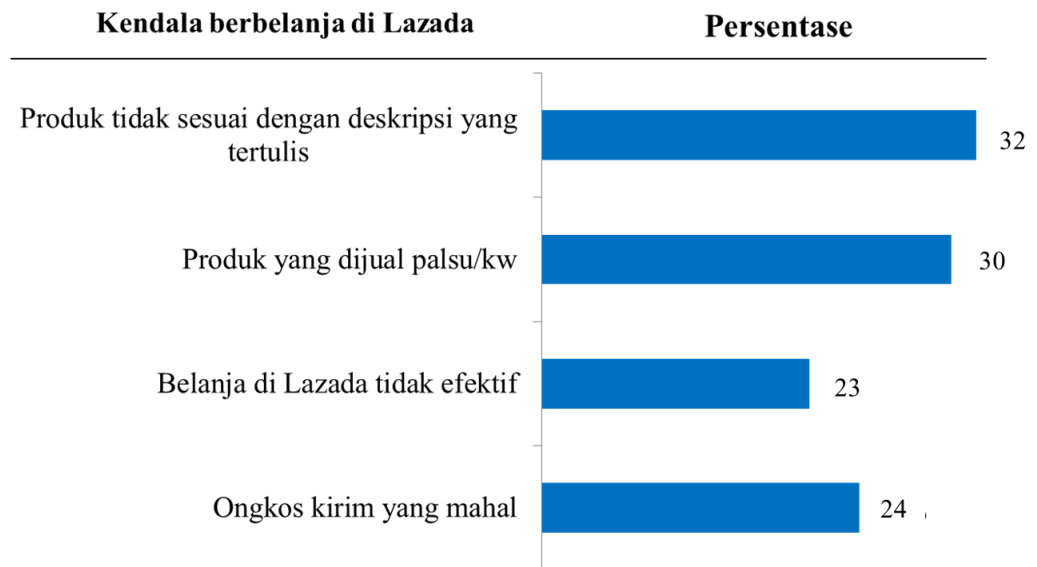 Kendala berbelanja di Lazada
Persentase
Produk tidak sesuai dengan deskripsi yang
tertulis
32
Produk yang dijual palsu/kw
30
Belanja di Lazada tidak efektif
23
Ongkos kirim yang mahal
24